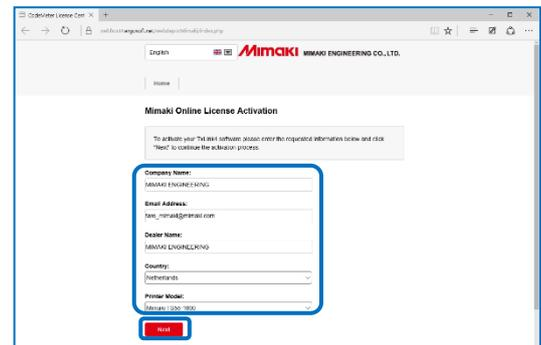 CodeMeter License Cent
English
MIMAKI MIMAKI ENGINEERING CO., LTD.
Home
Mimaki Online License Activation
To activate your TxLink4 software please enter the requested information below and click
"Next" to continue the activation process.
Company Name:
MIMAKI ENGINEERING
Email Address:
Dealer Name:
MIMAKI ENGINEERING
Country:
Netherlands
Printer Model:
Next